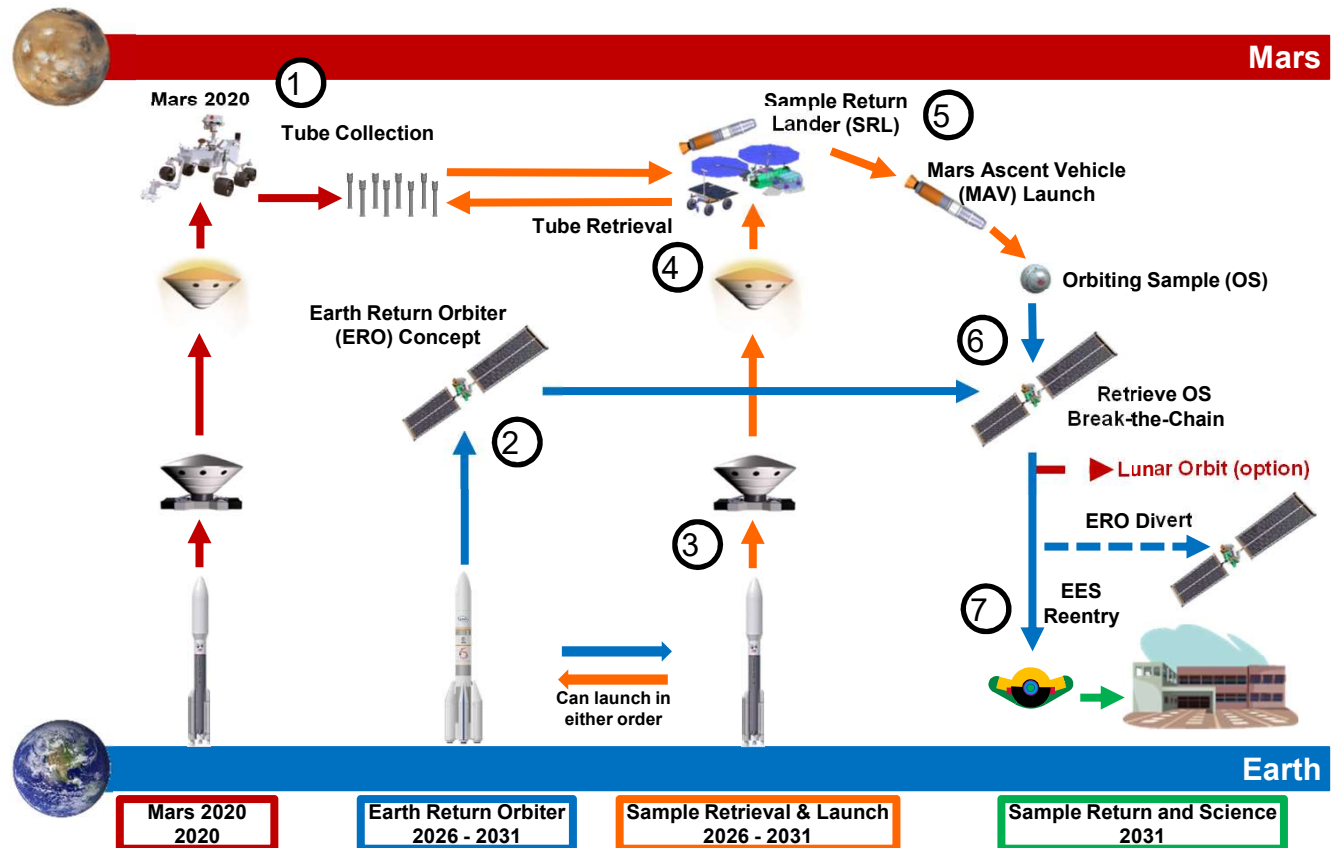 Mars
1
Mars 2020
Tube Collection
Sample Return
Lander (SRL)
5
Mars Ascent Vehicle
(MAV) Launch
Tube Retrieval
4
Orbiting Sample (OS)
Earth Return Orbiter
(ERO) Concept
6
Retrieve OS
Break-the-Chain
2
Lunar Orbit (option)
3
ERO Divert
7
EES
Reentry
Can launch in
either order
Earth
Mars 2020
2020
Earth Return Orbiter
2026 - 2031
Sample Retrieval & Launch
2026 - 2031
Sample Return and Science
2031